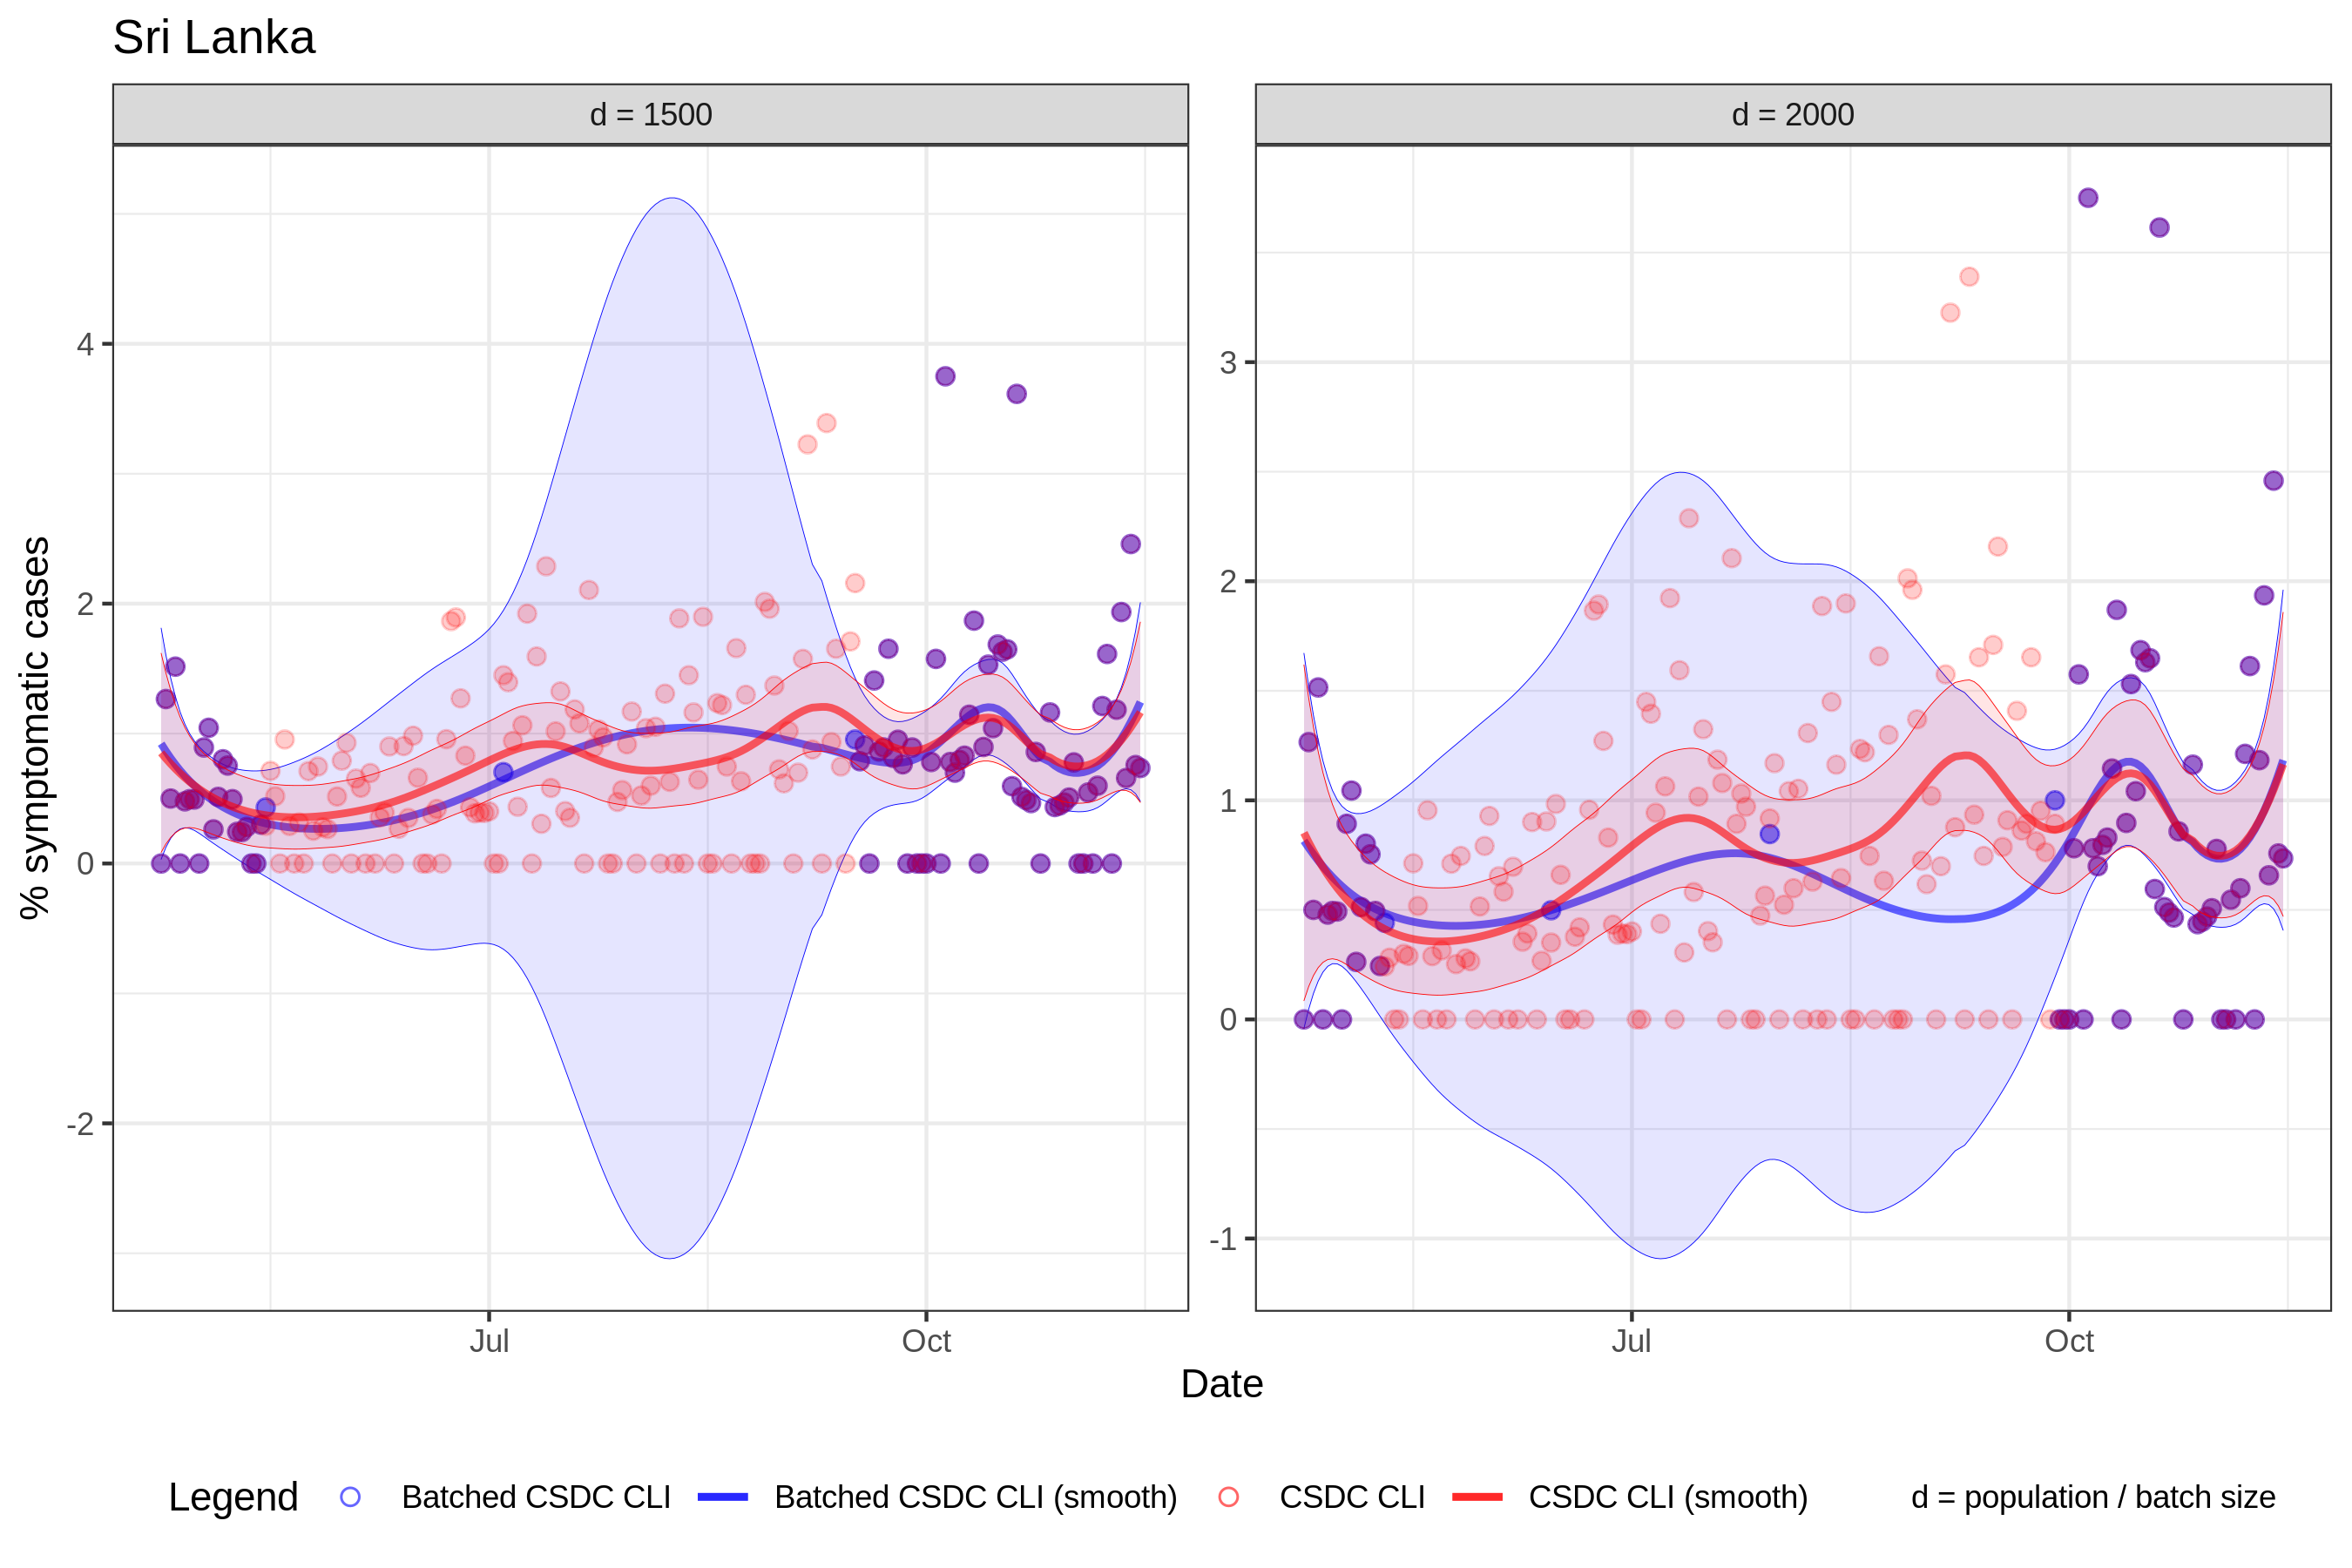 Sri Lanka
d = 1500
d = 2000
% symptomatic cases
4
2
0
-2
3
2
1
0
-1
Jul
Oct
Jul
Oct
Date
Legend
Batched CSDC CLI
Batched CSDC CLI (smooth)
CSDC CLI
CSDC CLI (smooth)
d = population / batch size